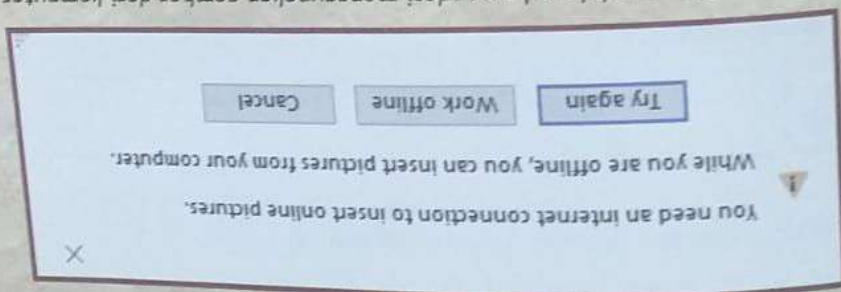 You need an internet connection to insert online pictures.
While you are offline, you can insert pictures from your computer.
Try again Work offline Cancel